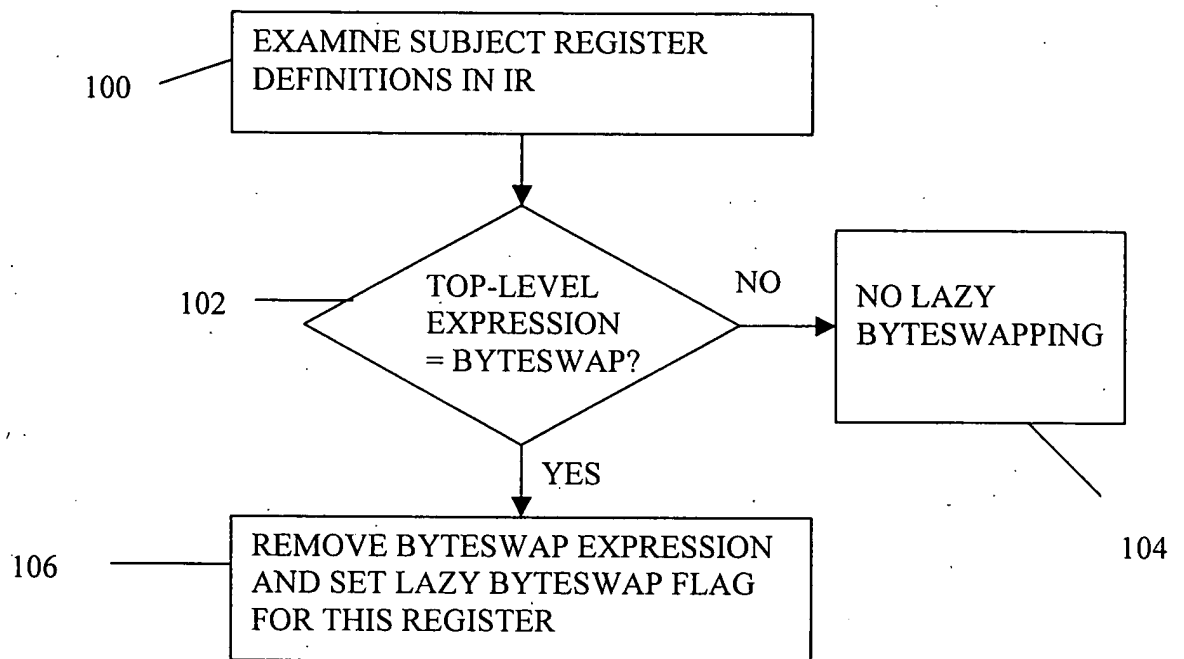 EXAMINE SUBJECT REGISTER
DEFINITIONS IN IR
100
TOP-LEVEL
EXPRESSION
= BYTESWAP?
102
NO
NO LAZY
BYTESWAPPING
104
YES
REMOVE BYTESWAP EXPRESSION
AND SET LAZY BYTESWAP FLAG
FOR THIS REGISTER
106